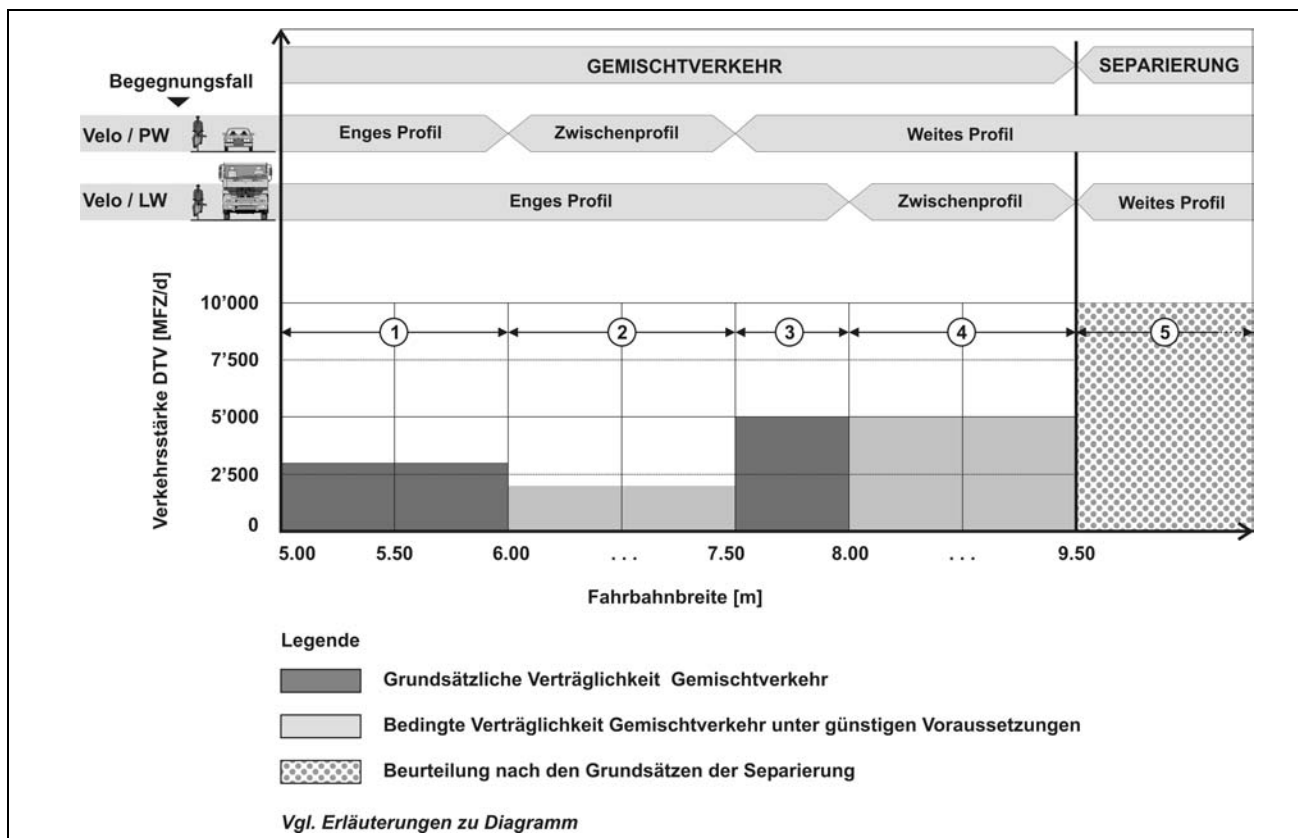 GEMISCHTVERKEHR SEPARIERUNG
Begegnungsfall
Velo / PW Enges Profil Zwischenprofil Weites Profil
Velo / LW Enges Profil Zwischenprofil Weites Profil
Verkehrsstärke DTV [MFZ/d]
10'000
1 2 3 4 5
7'500
5'000
2'500
0
5.00 5.50 6.00 . . . 7.50 8.00 . . . 9.50
Fahrbahnbreite [m]
Legende
Grundsätzliche Verträglichkeit Gemischtverkehr
Bedingte Verträglichkeit Gemischtverkehr unter günstigen Voraussetzungen
Beurteilung nach den Grundsätzen der Separierung
Vgl. Erläuterungen zu Diagramm